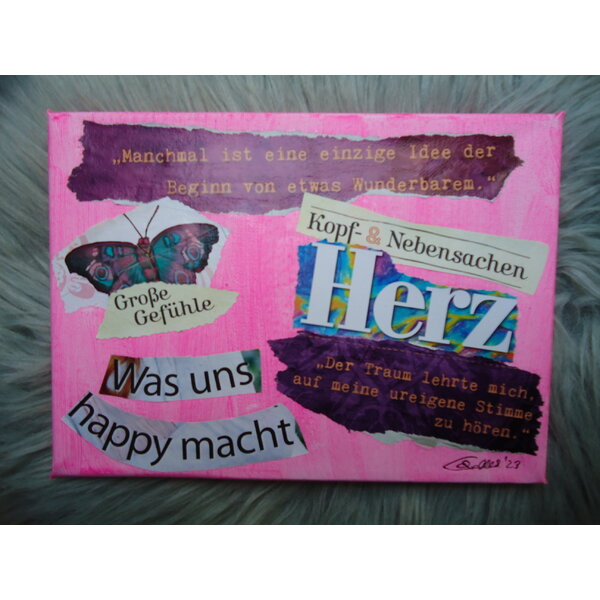 „Manchmal ist eine einzige Idee der
Beginn von etwas Wunderbarem."
Kopf- & Nebensachen
Herz
Große
Gefühle
Was uns
happy macht
„Der Traum lehrte mich,
auf meine ureigene Stimme
zu hören."
'23